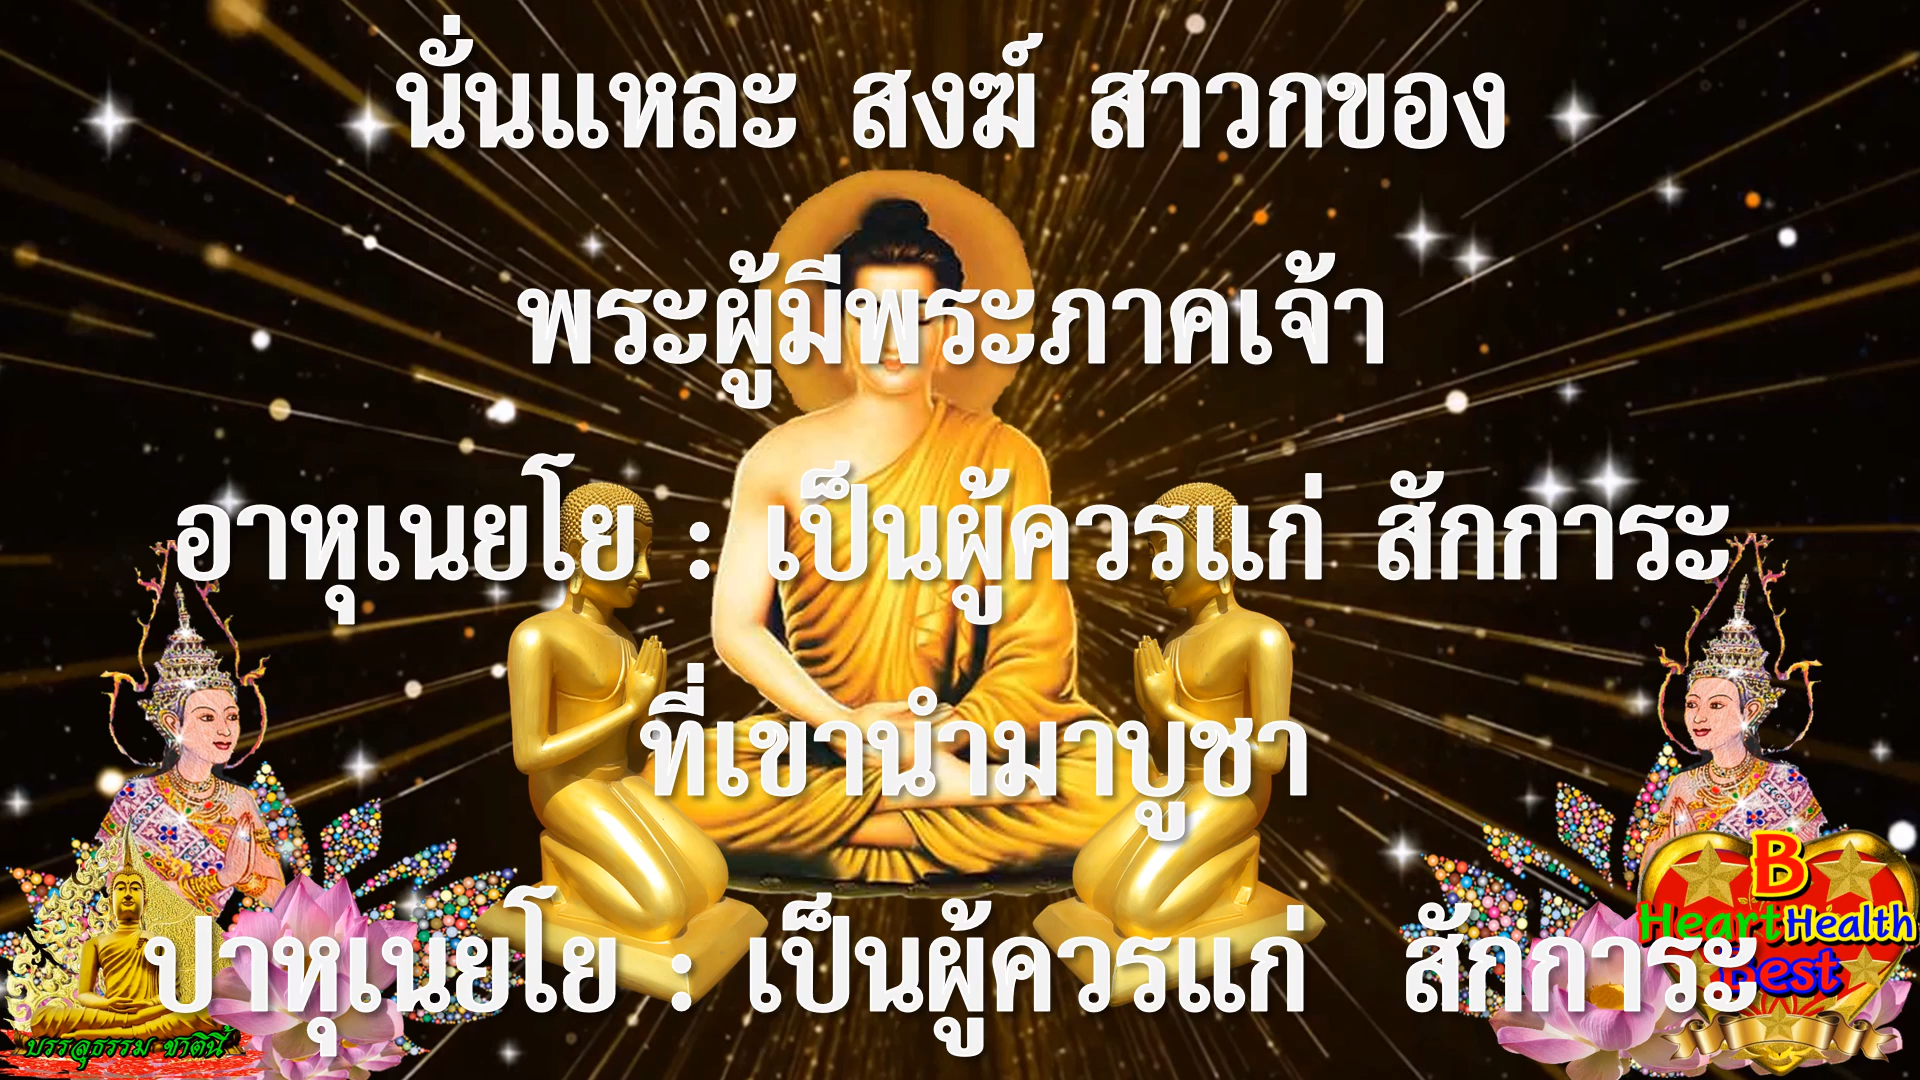 นั่นแหละ สงฆ์ สาวกของ
พระผู้มีพระภาคเจ้า
อาหุเนยโย : เป็นผู้ควรแก่ สักการะ
ที่เขานำมาบูชา
ปาหุเนยโย : เป็นผู้ควรแก่ สักการะ
บรรลุธรรม ชาตินี้
B
HeartHealth
Best